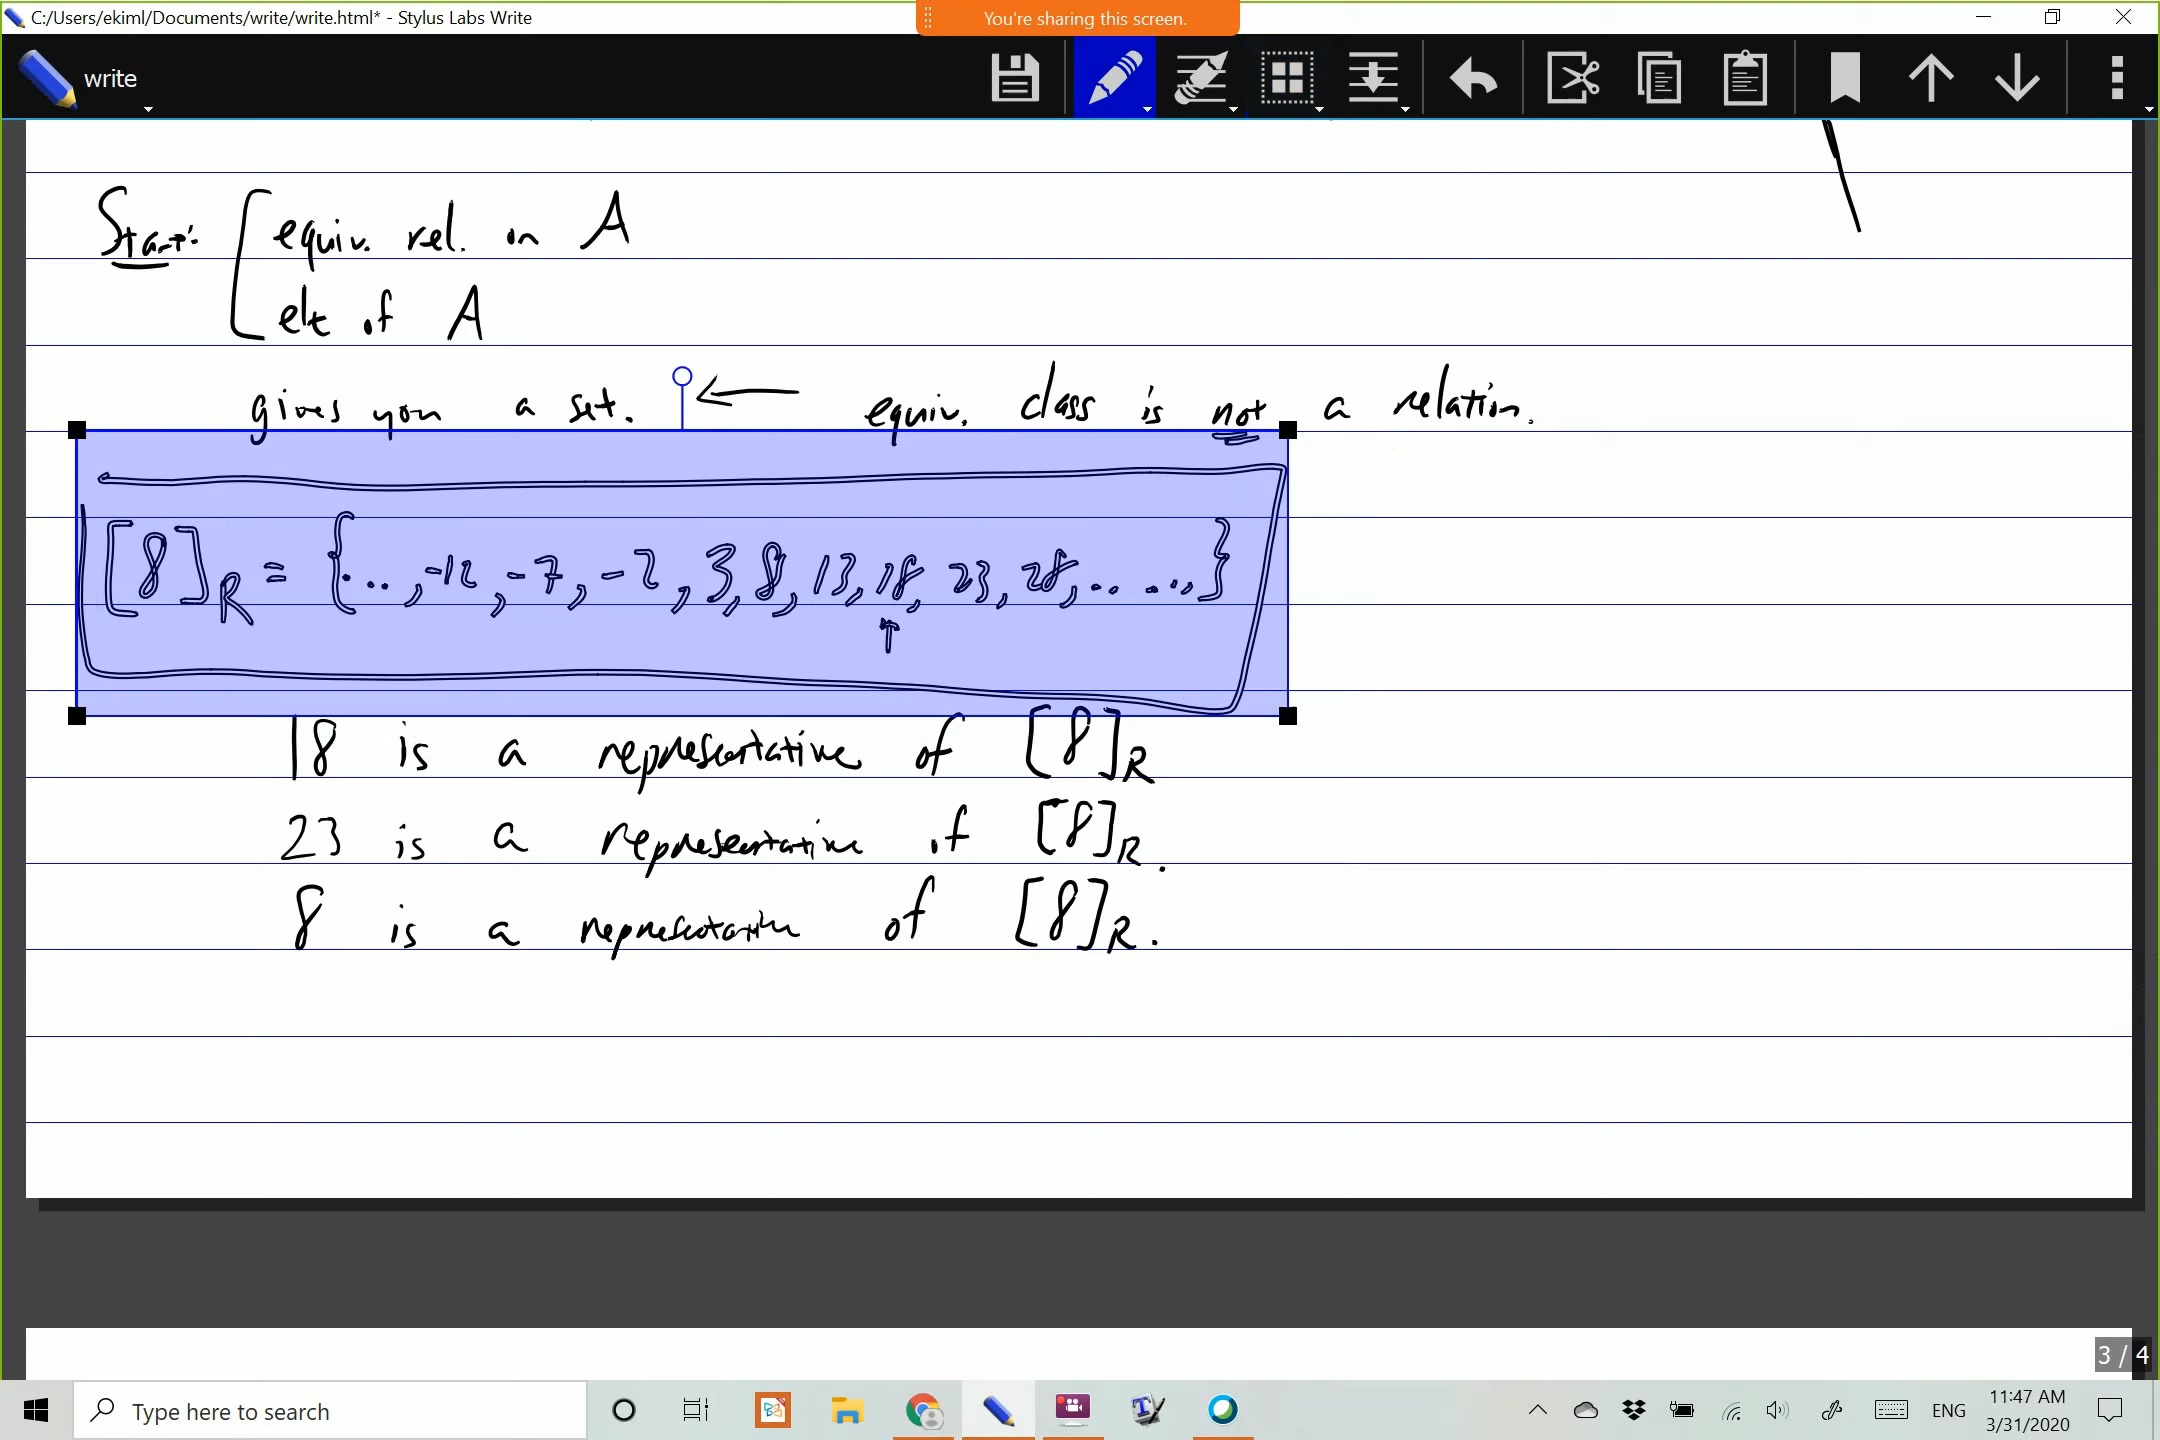 C:/Users/ekiml/Documents/write/write.html* - Stylus Labs Write
You're sharing this screen.
write
Start: equiv. rel. on A
elt of A
gives you a set. ← equiv. class is not a relation.
[8]R = {..., -12, -7, -2, 3, 8, 13, 18, 23, 28, .. ...}
↑
18 is a representative of [8]R
23 is a representative of [8]R.
8 is a representative of [8]R.
3 / 4
Type here to search
ENG
11:47 AM
3/31/2020